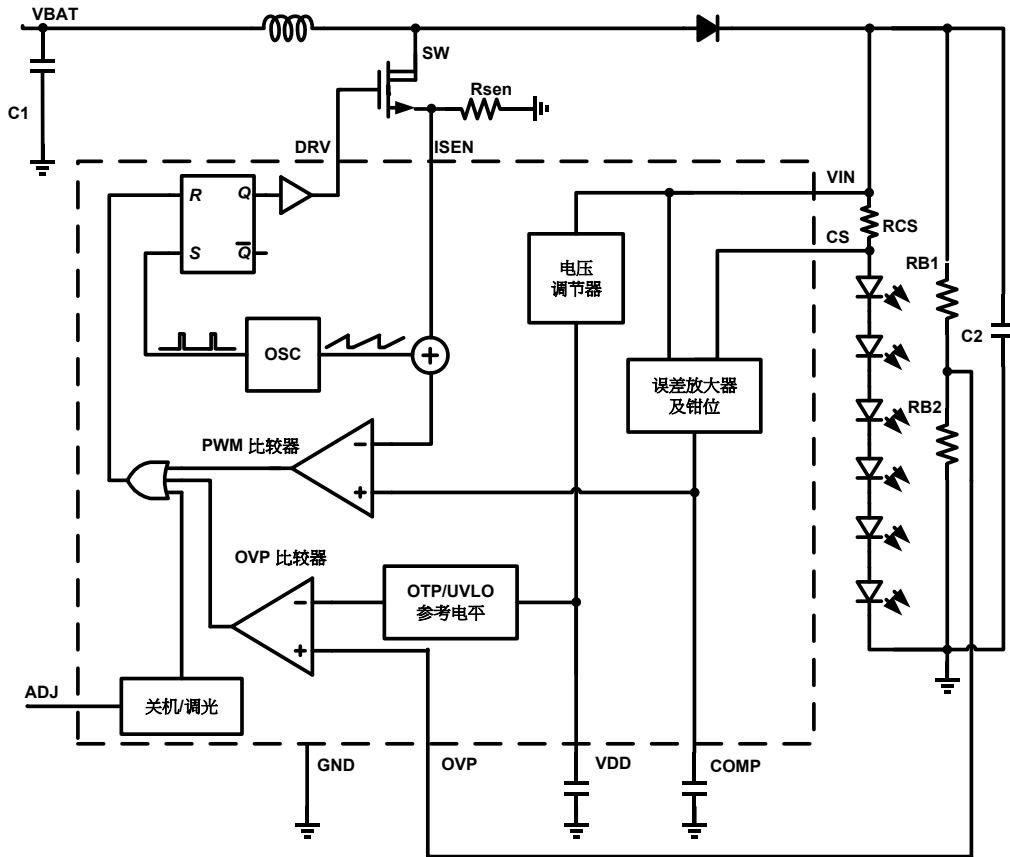 VBAT
SW
C1
Rsen
DRV
ISEN
VIN
R
Q
S
Q̅
CS
RCS
电压
调节器
RB1
OSC
+
C2
误差放大器
及钳位
RB2
PWM 比较器
−
+
OVP 比较器
OTP/UVLO
参考电平
−
+
ADJ
关机/调光
GND
OVP
VDD
COMP